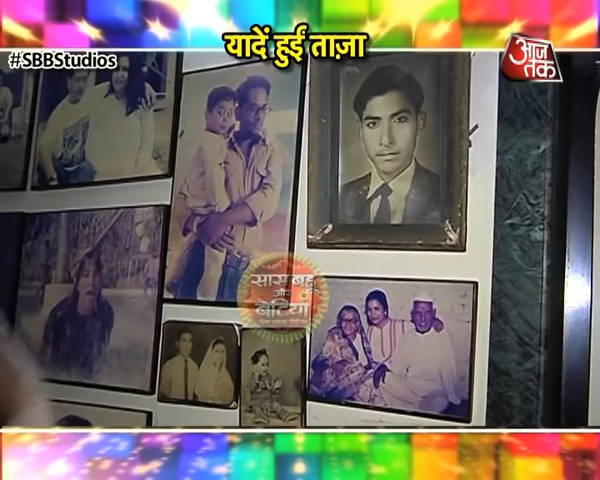 यादें हुईं ताज़ा
#SBBStudios
आज
तक
सास बहू
और
बेटियाँ